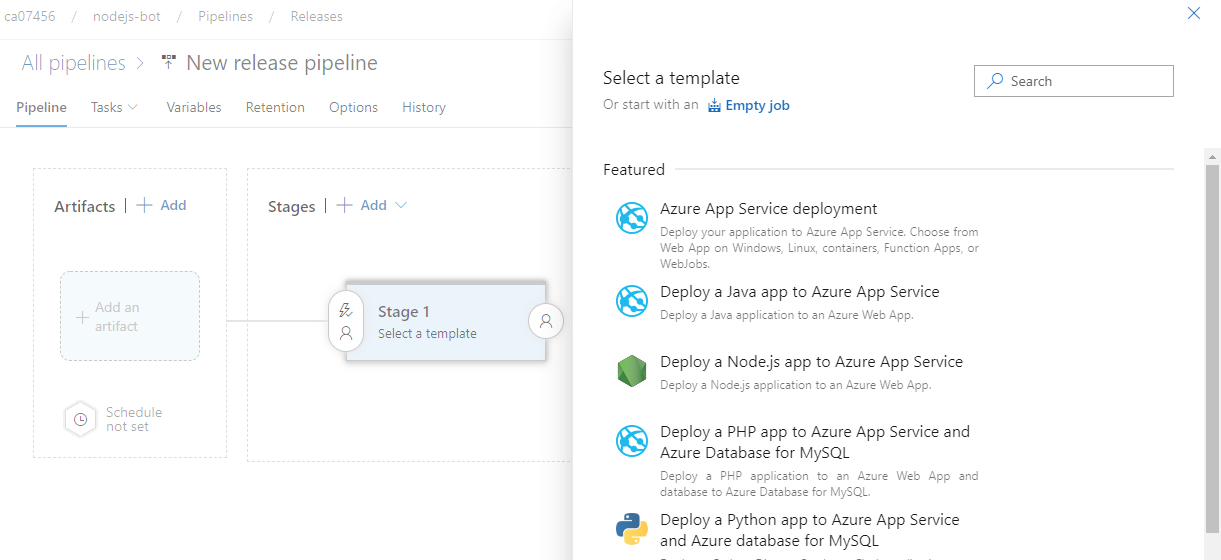 ca07456 / nodejs-bot / Pipelines / Releases
All pipelines > New release pipeline
Pipeline Tasks Variables Retention Options History
Artifacts | + Add
Stages | + Add
+ Add an
artifact
Schedule
not set
Stage 1
Select a template
Select a template
Search
Or start with an Empty job
Featured
Azure App Service deployment
Deploy your application to Azure App Service. Choose from
Web App on Windows, Linux, containers, Function Apps, or
WebJobs.
Deploy a Java app to Azure App Service
Deploy a Java application to an Azure Web App.
Deploy a Node.js app to Azure App Service
Deploy a Node.js application to an Azure Web App.
Deploy a PHP app to Azure App Service and
Azure Database for MySQL
Deploy a PHP application to an Azure Web App and
database to Azure Database for MySQL.
Deploy a Python app to Azure App Service
and Azure database for MySQL